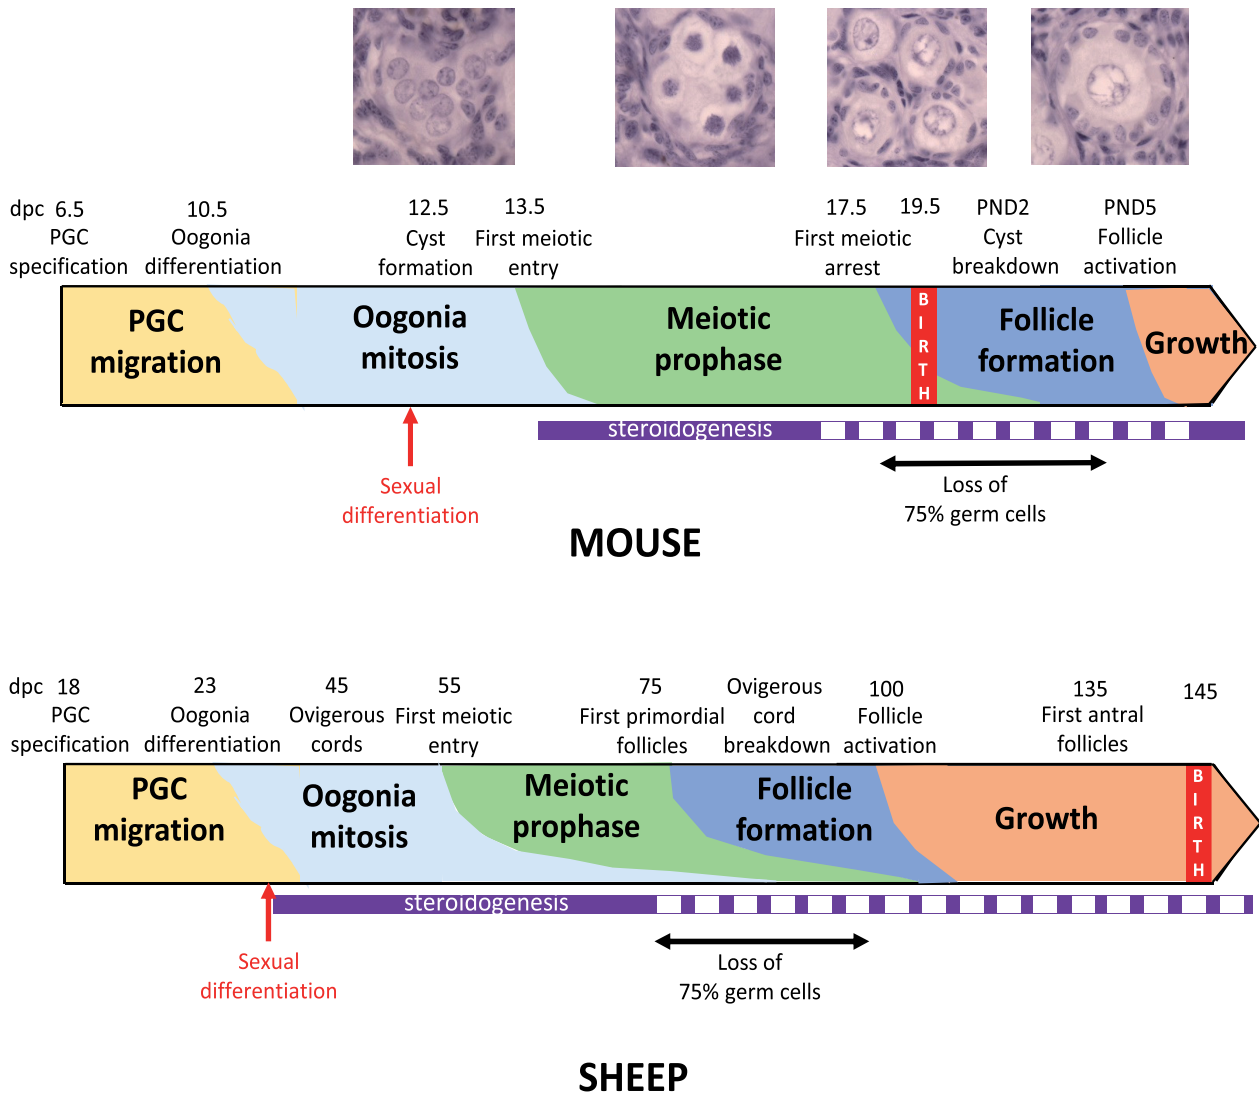 dpc 6.5 10.5 12.5 13.5 17.5 19.5 PND2 PND5
PGC Oogonia Cyst First meiotic First meiotic Cyst Follicle
specification differentiation formation entry arrest breakdown activation
PGC
migration
Oogonia
mitosis
Meiotic
prophase
BIRTH
Follicle
formation
Growth
steroidogenesis
Sexual
differentiation
Loss of
75% germ cells
MOUSE
dpc 18 23 45 55 75 Ovigerous 100 135 145
PGC Oogonia Ovigerous First meiotic First primordial cord Follicle First antral
specification differentiation cords entry follicles breakdown activation follicles
PGC
migration
Oogonia
mitosis
Meiotic
prophase
Follicle
formation
Growth
BIRTH
steroidogenesis
Sexual
differentiation
Loss of
75% germ cells
SHEEP